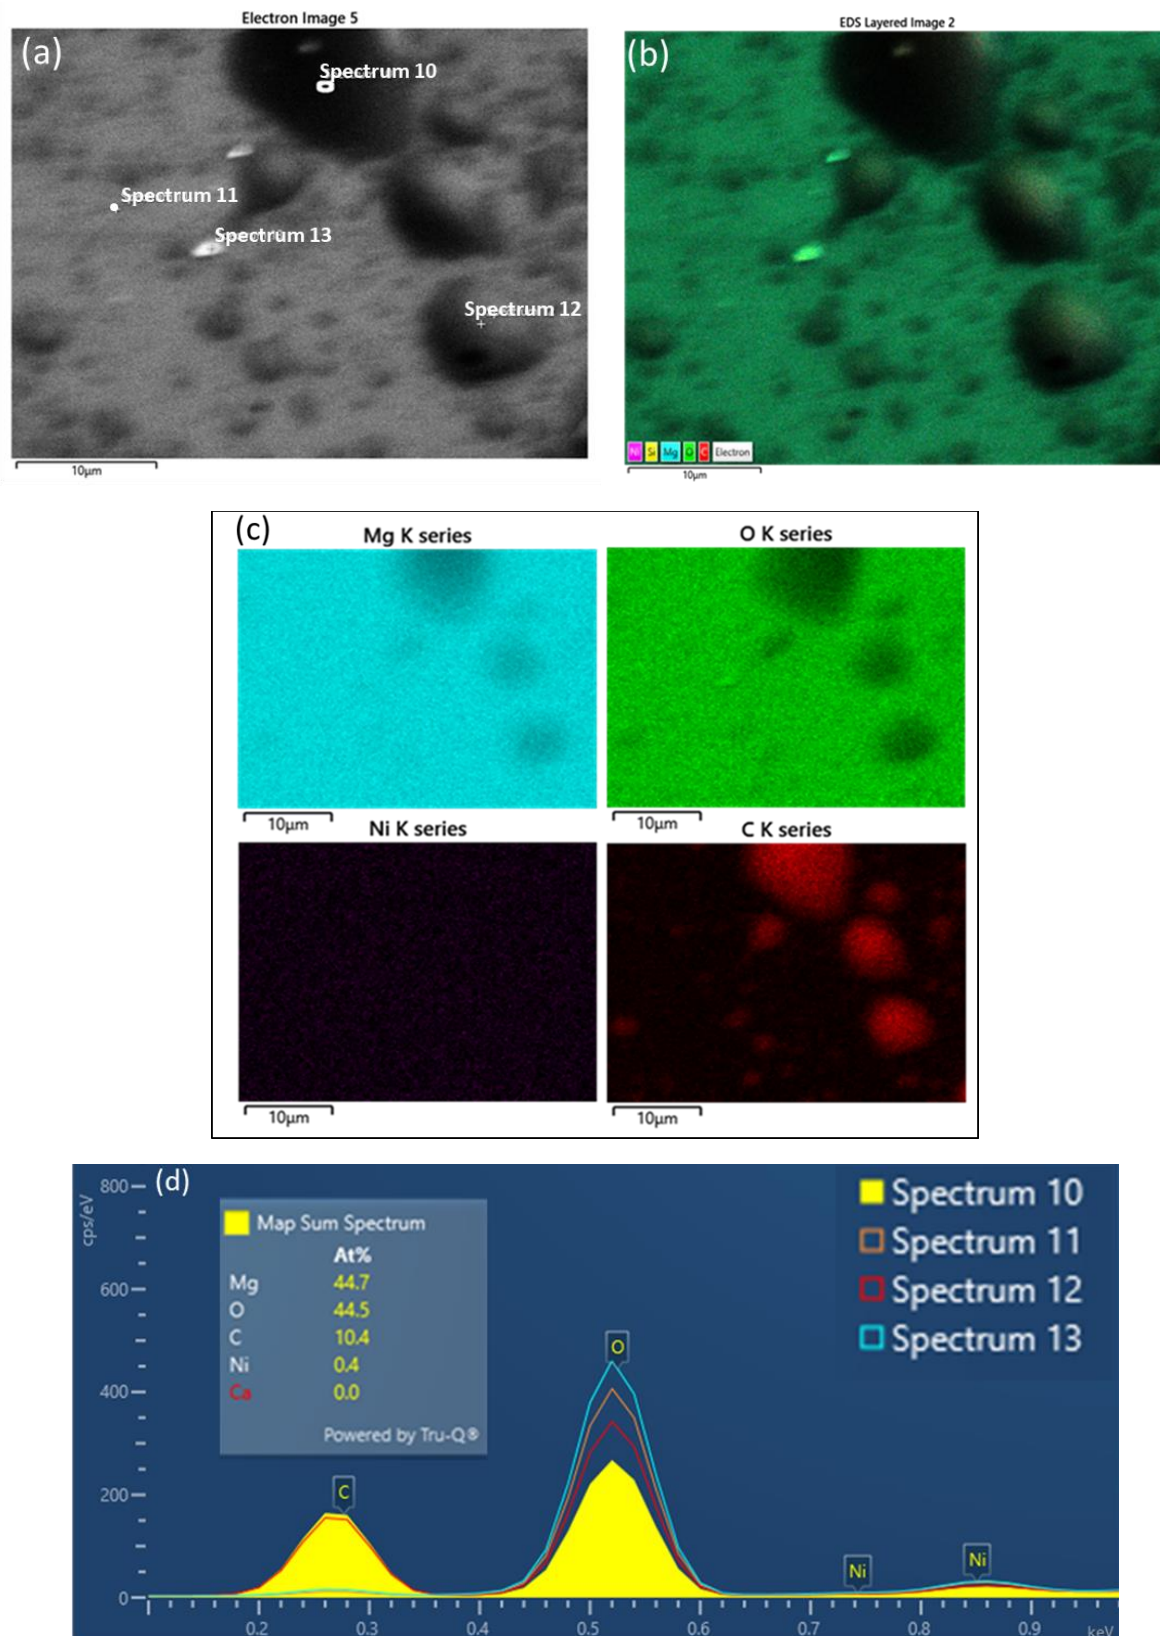 Electron Image 5
(a)
Spectrum 10
Spectrum 11
Spectrum 13
Spectrum 12
10μm
EDS Layered Image 2
(b)
Ni Si Mg O C Electron
10μm
(c)
Mg K series
O K series
10μm
10μm
Ni K series
C K series
10μm
10μm
(d)
800
cps/eV
600
400
200
0
Map Sum Spectrum
At%
Mg 44.7
O 44.5
C 10.4
Ni 0.4
Ca 0.0
Powered by Tru-Q®
Spectrum 10
Spectrum 11
Spectrum 12
Spectrum 13
C
O
Ni
Ni
0.2 0.3 0.4 0.5 0.6 0.7 0.8 0.9 keV